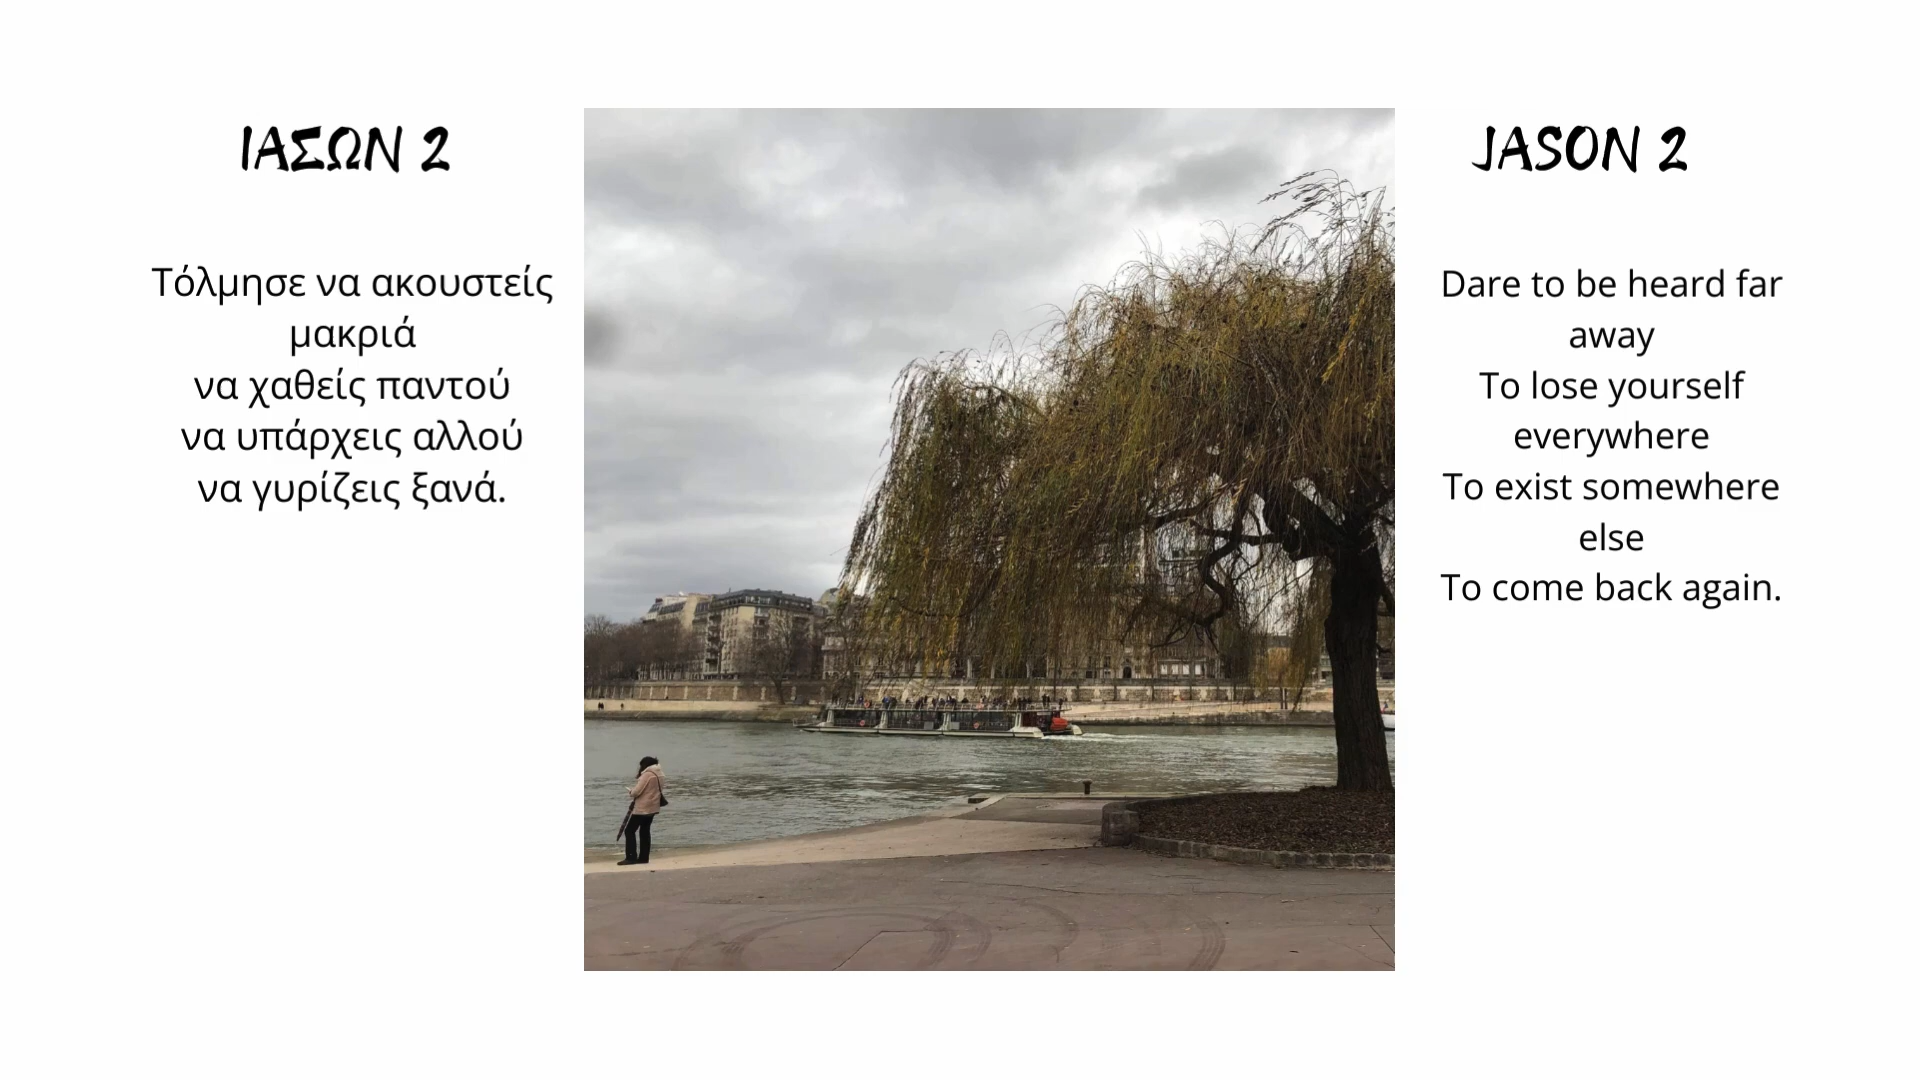 ΙΑΣΩΝ 2
Τόλμησε να ακουστείς
μακριά
να χαθείς παντού
να υπάρχεις αλλού
να γυρίζεις ξανά.
JASON 2
Dare to be heard far
away
To lose yourself
everywhere
To exist somewhere
else
To come back again.